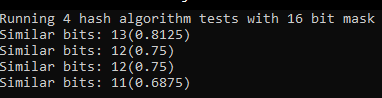 Running 4 hash algorithm tests with 16 bit mask
Similar bits: 13(0.8125)
Similar bits: 12(0.75)
Similar bits: 12(0.75)
Similar bits: 11(0.6875)